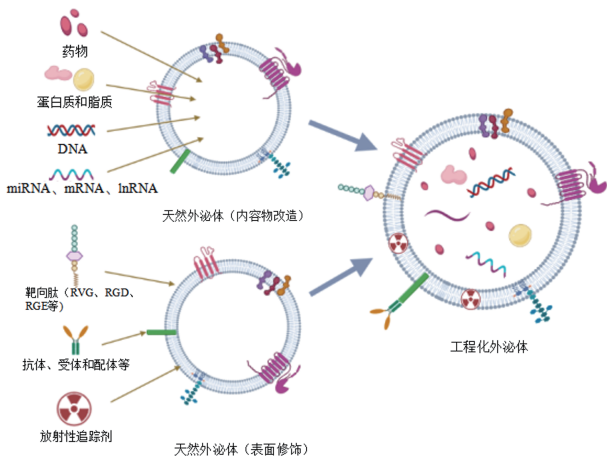 药物
蛋白质和脂质
DNA
miRNA、mRNA、lnRNA
天然外泌体（内容物改造）
靶向肽（RVG、RGD、
RGE等）
抗体、受体和配体等
放射性追踪剂
天然外泌体（表面修饰）
工程化外泌体